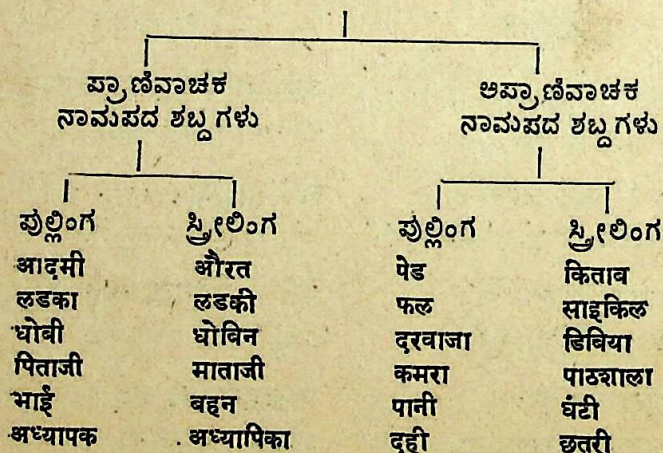 ಪ್ರಾಣಿವಾಚಕ ಅಪ್ರಾಣಿವಾಚಕ
ನಾಮಪದ ಶಬ್ದಗಳು ನಾಮಪದ ಶಬ್ದಗಳು
ಪುಲ್ಲಿಂಗ ಸ್ತ್ರೀಲಿಂಗ ಪುಲ್ಲಿಂಗ ಸ್ತ್ರೀಲಿಂಗ
आदमी औरत पेड किताब
लडका लडकी फल साइकिल
धोबी धोबिन दरवाजा डिबिया
पिताजी माताजी कमरा पाठशाला
भाई बहन पानी घंटी
अध्यापक अध्यापिका दही छतरी